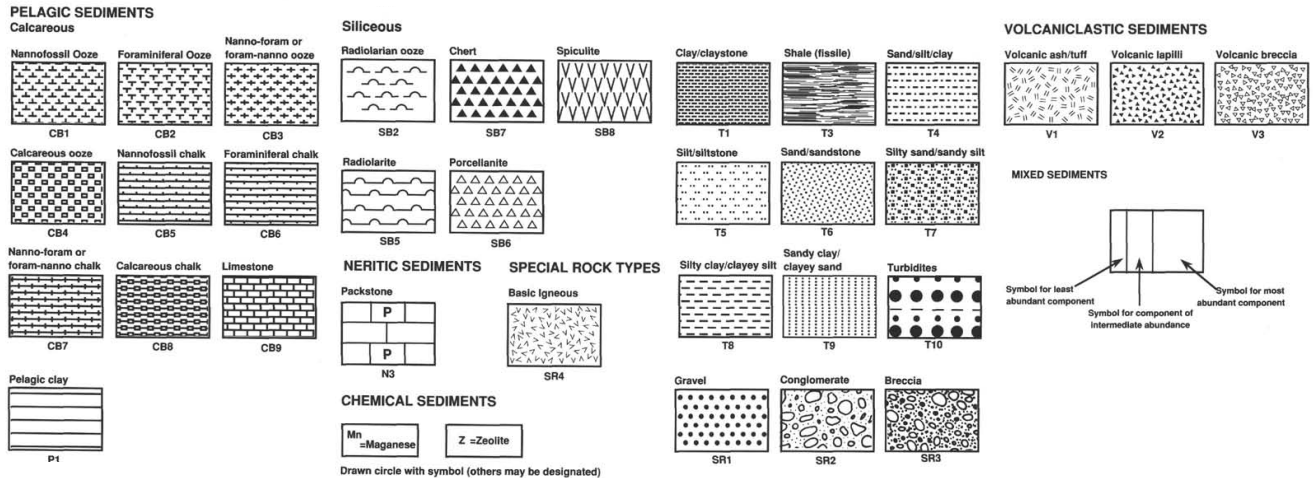 PELAGIC SEDIMENTS
Calcareous
Nannofossil Ooze
Foraminiferal Ooze
Nanno-foram or
foram-nanno ooze
CB1
CB2
CB3
Calcareous ooze
Nannofossil chalk
Foraminiferal chalk
CB4
CB5
CB6
Nanno-foram or
foram-nanno chalk
Calcareous chalk
Limestone
CB7
CB8
CB9
Pelagic clay
P1
Siliceous
Radiolarian ooze
Chert
Spiculite
SB2
SB7
SB8
Radiolarite
Porcellanite
SB5
SB6
NERITIC SEDIMENTS
Packstone
P
P
N3
SPECIAL ROCK TYPES
Basic Igneous
SR4
CHEMICAL SEDIMENTS
Mn
=Maganese
Z =Zeolite
Drawn circle with symbol (others may be designated)
Clay/claystone
Shale (fissile)
Sand/silt/clay
T1
T3
T4
Silt/siltstone
Sand/sandstone
Silty sand/sandy silt
T5
T6
T7
Silty clay/clayey silt
Sandy clay/
clayey sand
Turbidites
T8
T9
T10
Gravel
Conglomerate
Breccia
SR1
SR2
SR3
VOLCANICLASTIC SEDIMENTS
Volcanic ash/tuff
Volcanic lapilli
Volcanic breccia
V1
V2
V3
MIXED SEDIMENTS
Symbol for least
abundant component
Symbol for component of
intermediate abundance
Symbol for most
abundant component